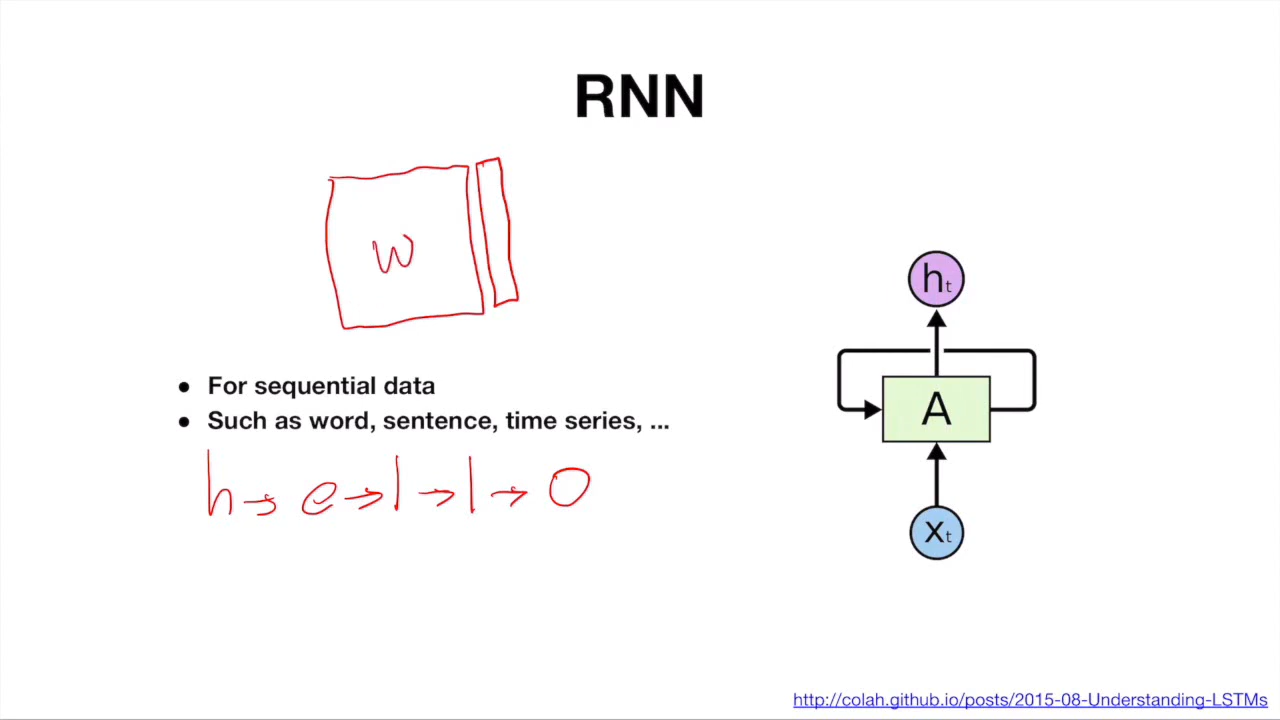 RNN
W
● For sequential data
● Such as word, sentence, time series, ...
h → e → l → l → o
ht
A
xt
http://colah.github.io/posts/2015-08-Understanding-LSTMs